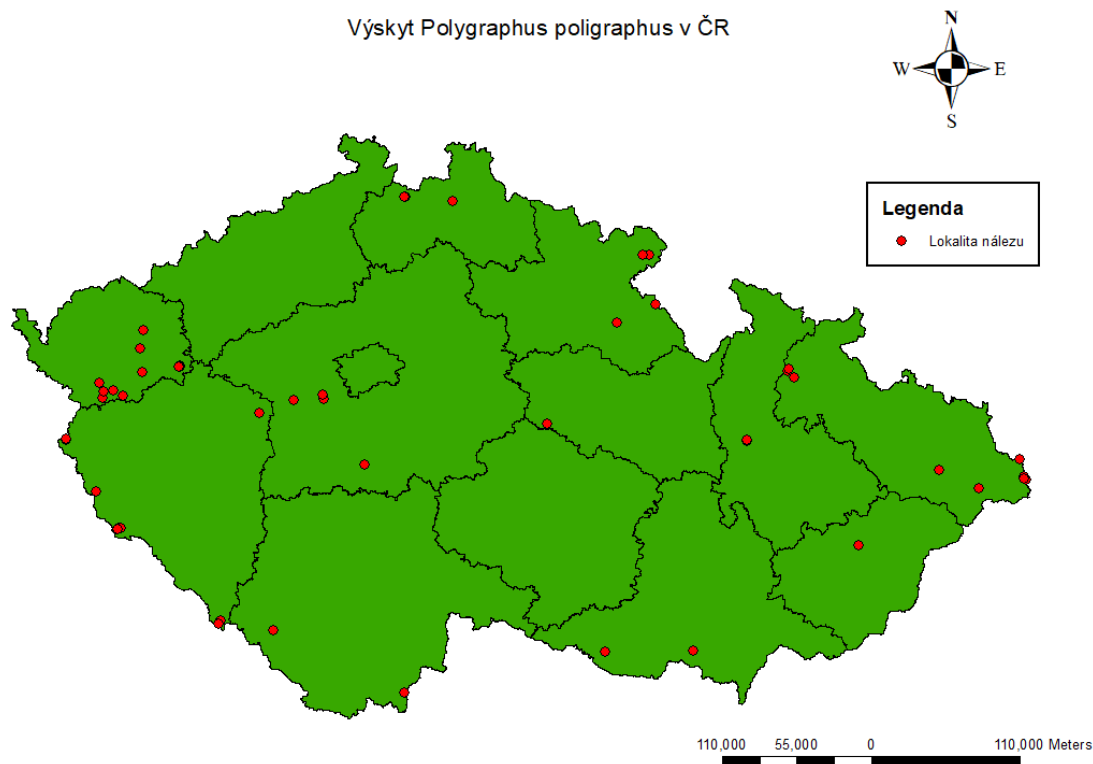 Výskyt Polygraphus poligraphus v ČR
N
W E
S
Legenda
Lokalita nálezu
110,000 55,000 0 110,000 Meters